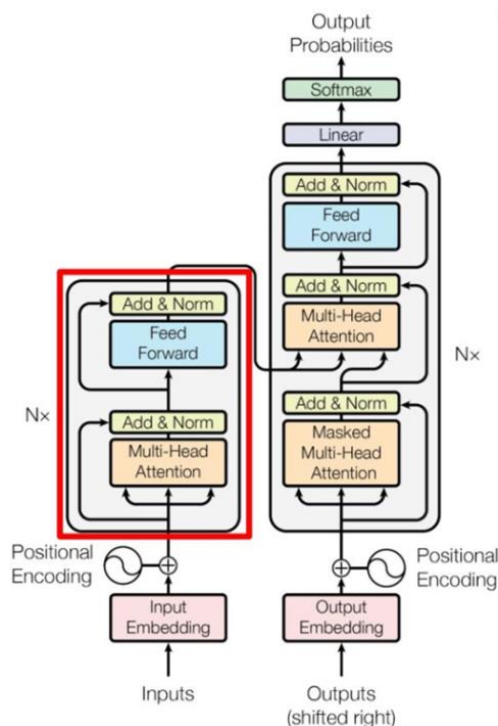 Output
Probabilities
Softmax
Linear
Add & Norm
Feed
Forward
Add & Norm
Multi-Head
Attention
Nx
Add & Norm
Masked
Multi-Head
Attention
Add & Norm
Feed
Forward
Nx
Add & Norm
Multi-Head
Attention
Positional
Encoding
Positional
Encoding
Input
Embedding
Output
Embedding
Inputs
Outputs
(shifted right)